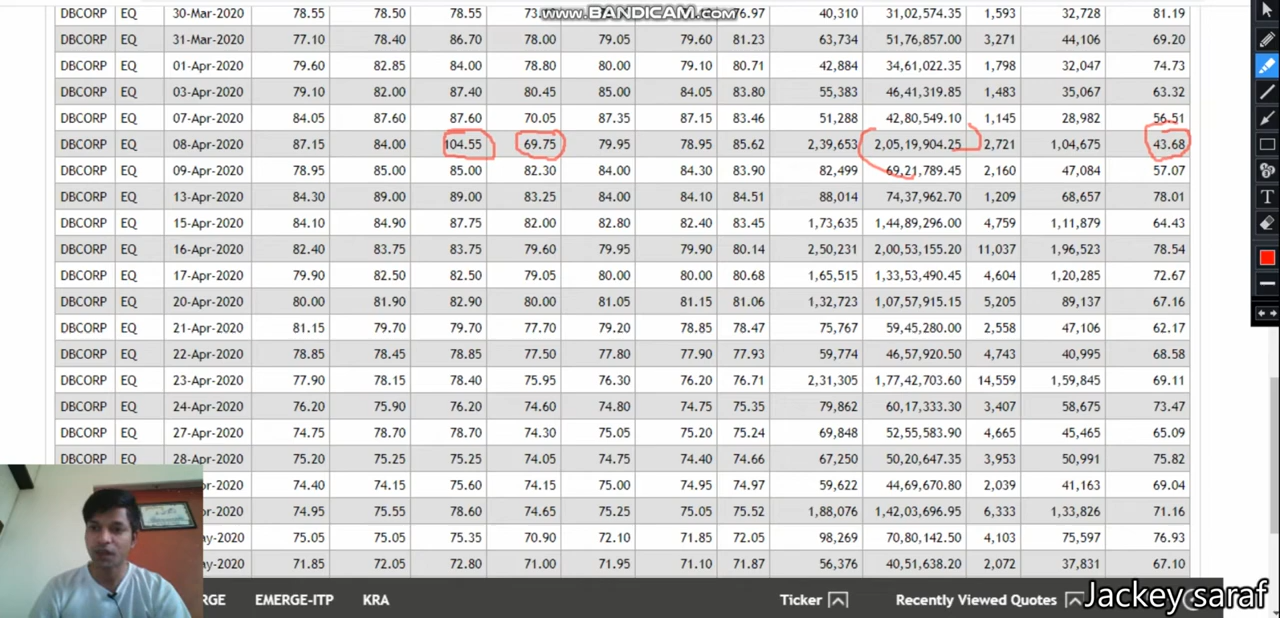 www.BANDICAM.com
DBCORP EQ 30-Mar-2020 78.55 78.50 78.55 76.97 40,310 31,02,574.35 1,593 32,728 81.19
DBCORP EQ 31-Mar-2020 77.10 78.40 86.70 78.00 79.05 79.60 81.23 63,734 51,76,857.00 3,271 44,106 69.20
DBCORP EQ 01-Apr-2020 79.60 82.85 84.00 78.80 80.00 79.10 80.71 42,884 34,61,022.35 1,798 32,047 74.73
DBCORP EQ 03-Apr-2020 79.10 82.00 87.40 80.45 85.00 84.05 83.80 55,383 46,41,319.85 1,483 35,067 63.32
DBCORP EQ 07-Apr-2020 84.05 87.60 87.60 70.05 87.35 87.15 83.46 51,288 42,80,549.10 1,145 28,982 56.51
DBCORP EQ 08-Apr-2020 87.15 84.00 104.55 69.75 79.95 78.95 85.62 2,39,653 2,05,19,904.25 2,721 1,04,675 43.68
DBCORP EQ 09-Apr-2020 78.95 85.00 85.00 82.30 84.00 84.30 83.90 82,499 69,21,789.45 2,160 47,084 57.07
DBCORP EQ 13-Apr-2020 84.30 89.00 89.00 83.25 84.00 84.10 84.51 88,014 74,37,962.70 1,209 68,657 78.01
DBCORP EQ 15-Apr-2020 84.10 84.90 87.75 82.00 82.80 82.40 83.45 1,73,635 1,44,89,296.00 4,759 1,11,879 64.43
DBCORP EQ 16-Apr-2020 82.40 83.75 83.75 79.60 79.95 79.90 80.14 2,50,231 2,00,53,155.20 11,037 1,96,523 78.54
DBCORP EQ 17-Apr-2020 79.90 82.50 82.50 79.05 80.00 80.00 80.68 1,65,515 1,33,53,490.45 4,604 1,20,285 72.67
DBCORP EQ 20-Apr-2020 80.00 81.90 82.90 80.00 81.05 81.15 81.06 1,32,723 1,07,57,915.15 5,205 89,137 67.16
DBCORP EQ 21-Apr-2020 81.15 79.70 79.70 77.70 79.20 78.85 78.47 75,767 59,45,280.00 2,558 47,106 62.17
DBCORP EQ 22-Apr-2020 78.85 78.45 78.85 77.50 77.80 77.90 77.93 59,774 46,57,920.50 4,743 40,995 68.58
DBCORP EQ 23-Apr-2020 77.90 78.15 78.40 75.95 76.30 76.20 76.71 2,31,305 1,77,42,703.60 14,559 1,59,845 69.11
DBCORP EQ 24-Apr-2020 76.20 75.90 76.20 74.60 74.80 74.75 75.35 79,862 60,17,333.30 3,407 58,675 73.47
DBCORP EQ 27-Apr-2020 74.75 78.70 78.70 74.30 75.05 75.20 75.24 69,848 52,55,583.90 4,665 45,465 65.09
DBCORP EQ 28-Apr-2020 75.20 75.25 75.25 74.05 74.75 74.40 74.66 67,250 50,20,647.35 3,953 50,991 75.82
pr-2020 74.40 74.15 75.60 74.15 75.00 74.95 74.97 59,622 44,69,670.80 2,039 41,163 69.04
pr-2020 74.95 75.55 78.60 74.65 75.25 75.05 75.52 1,88,076 1,42,03,696.95 6,333 1,33,826 71.16
ay-2020 75.05 75.05 75.35 70.90 72.10 71.85 72.05 98,269 70,80,142.50 4,103 75,597 76.93
ay-2020 71.85 72.05 72.80 71.00 71.95 71.10 71.87 56,376 40,51,638.20 2,072 37,831 67.10
RGE EMERGE-ITP KRA Ticker Recently Viewed Quotes
Jackey saraf